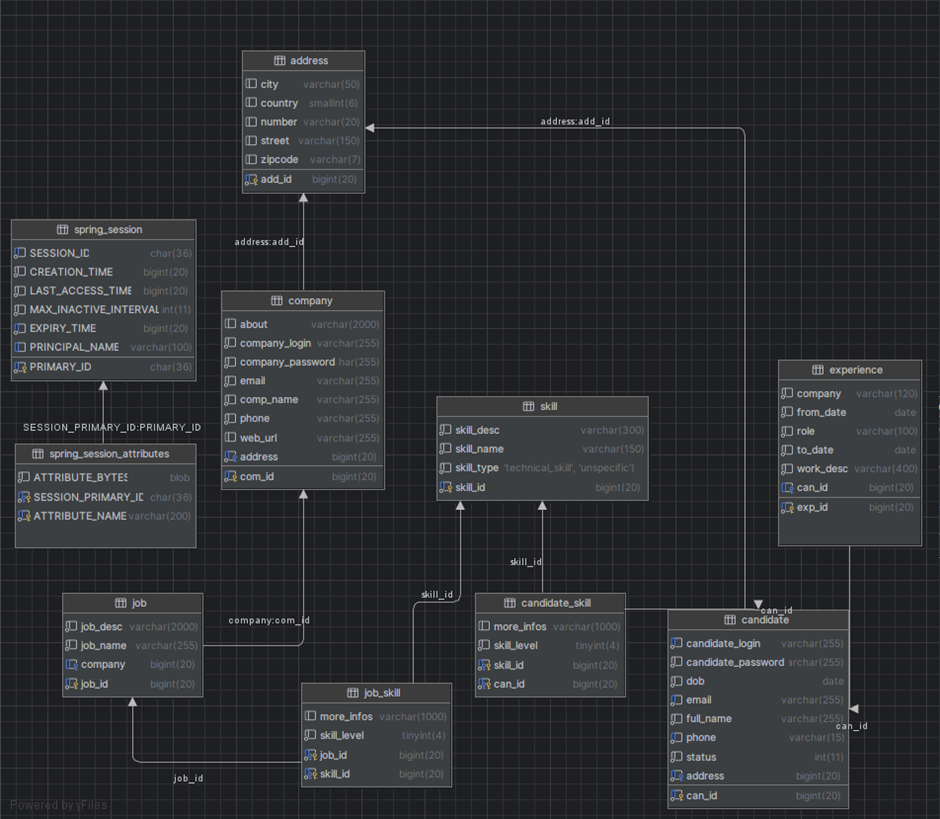 address
city varchar(50)
country smallint(6)
number varchar(20)
street varchar(150)
zipcode varchar(7)
add_id bigint(20)
address:add_id
address:add_id
spring_session
SESSION_ID char(36)
CREATION_TIME bigint(20)
LAST_ACCESS_TIME bigint(20)
MAX_INACTIVE_INTERVAL int(11)
EXPIRY_TIME bigint(20)
PRINCIPAL_NAME varchar(100)
PRIMARY_ID char(36)
SESSION_PRIMARY_ID:PRIMARY_ID
spring_session_attributes
ATTRIBUTE_BYTES blob
SESSION_PRIMARY_ID char(36)
ATTRIBUTE_NAME varchar(200)
company
about varchar(2000)
company_login varchar(255)
company_password har(255)
email varchar(255)
comp_name varchar(255)
phone varchar(255)
web_url varchar(255)
address bigint(20)
com_id bigint(20)
skill
skill_desc varchar(300)
skill_name varchar(150)
skill_type 'technical_skill', 'unspecific')
skill_id bigint(20)
experience
company varchar(120)
from_date date
role varchar(100)
to_date date
work_desc varchar(400)
can_id bigint(20)
exp_id bigint(20)
job
job_desc varchar(2000)
job_name varchar(255)
company bigint(20)
job_id bigint(20)
company:com_id
skill_id
skill_id
candidate_skill
more_infos varchar(1000)
skill_level tinyint(4)
skill_id bigint(20)
can_id bigint(20)
can_id
candidate
candidate_login varchar(255)
candidate_password archar(255)
dob date
email varchar(255)
full_name varchar(255)
phone varchar(15)
status int(11)
address bigint(20)
can_id bigint(20)
can_id
job_skill
more_infos varchar(1000)
skill_level tinyint(4)
job_id bigint(20)
skill_id bigint(20)
job_id
Powered by yFiles